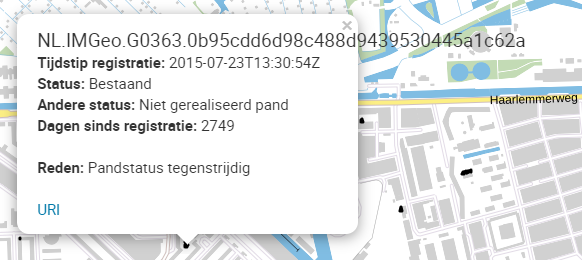 ×
NL.IMGeo.G0363.0b95cdd6d98c488d9439530445a1c62a
Tijdstip registratie: 2015-07-23T13:30:54Z
Status: Bestaand
Andere status: Niet gerealiseerd pand
Dagen sinds registratie: 2749
Reden: Pandstatus tegenstrijdig
URI
Haarlemmerweg